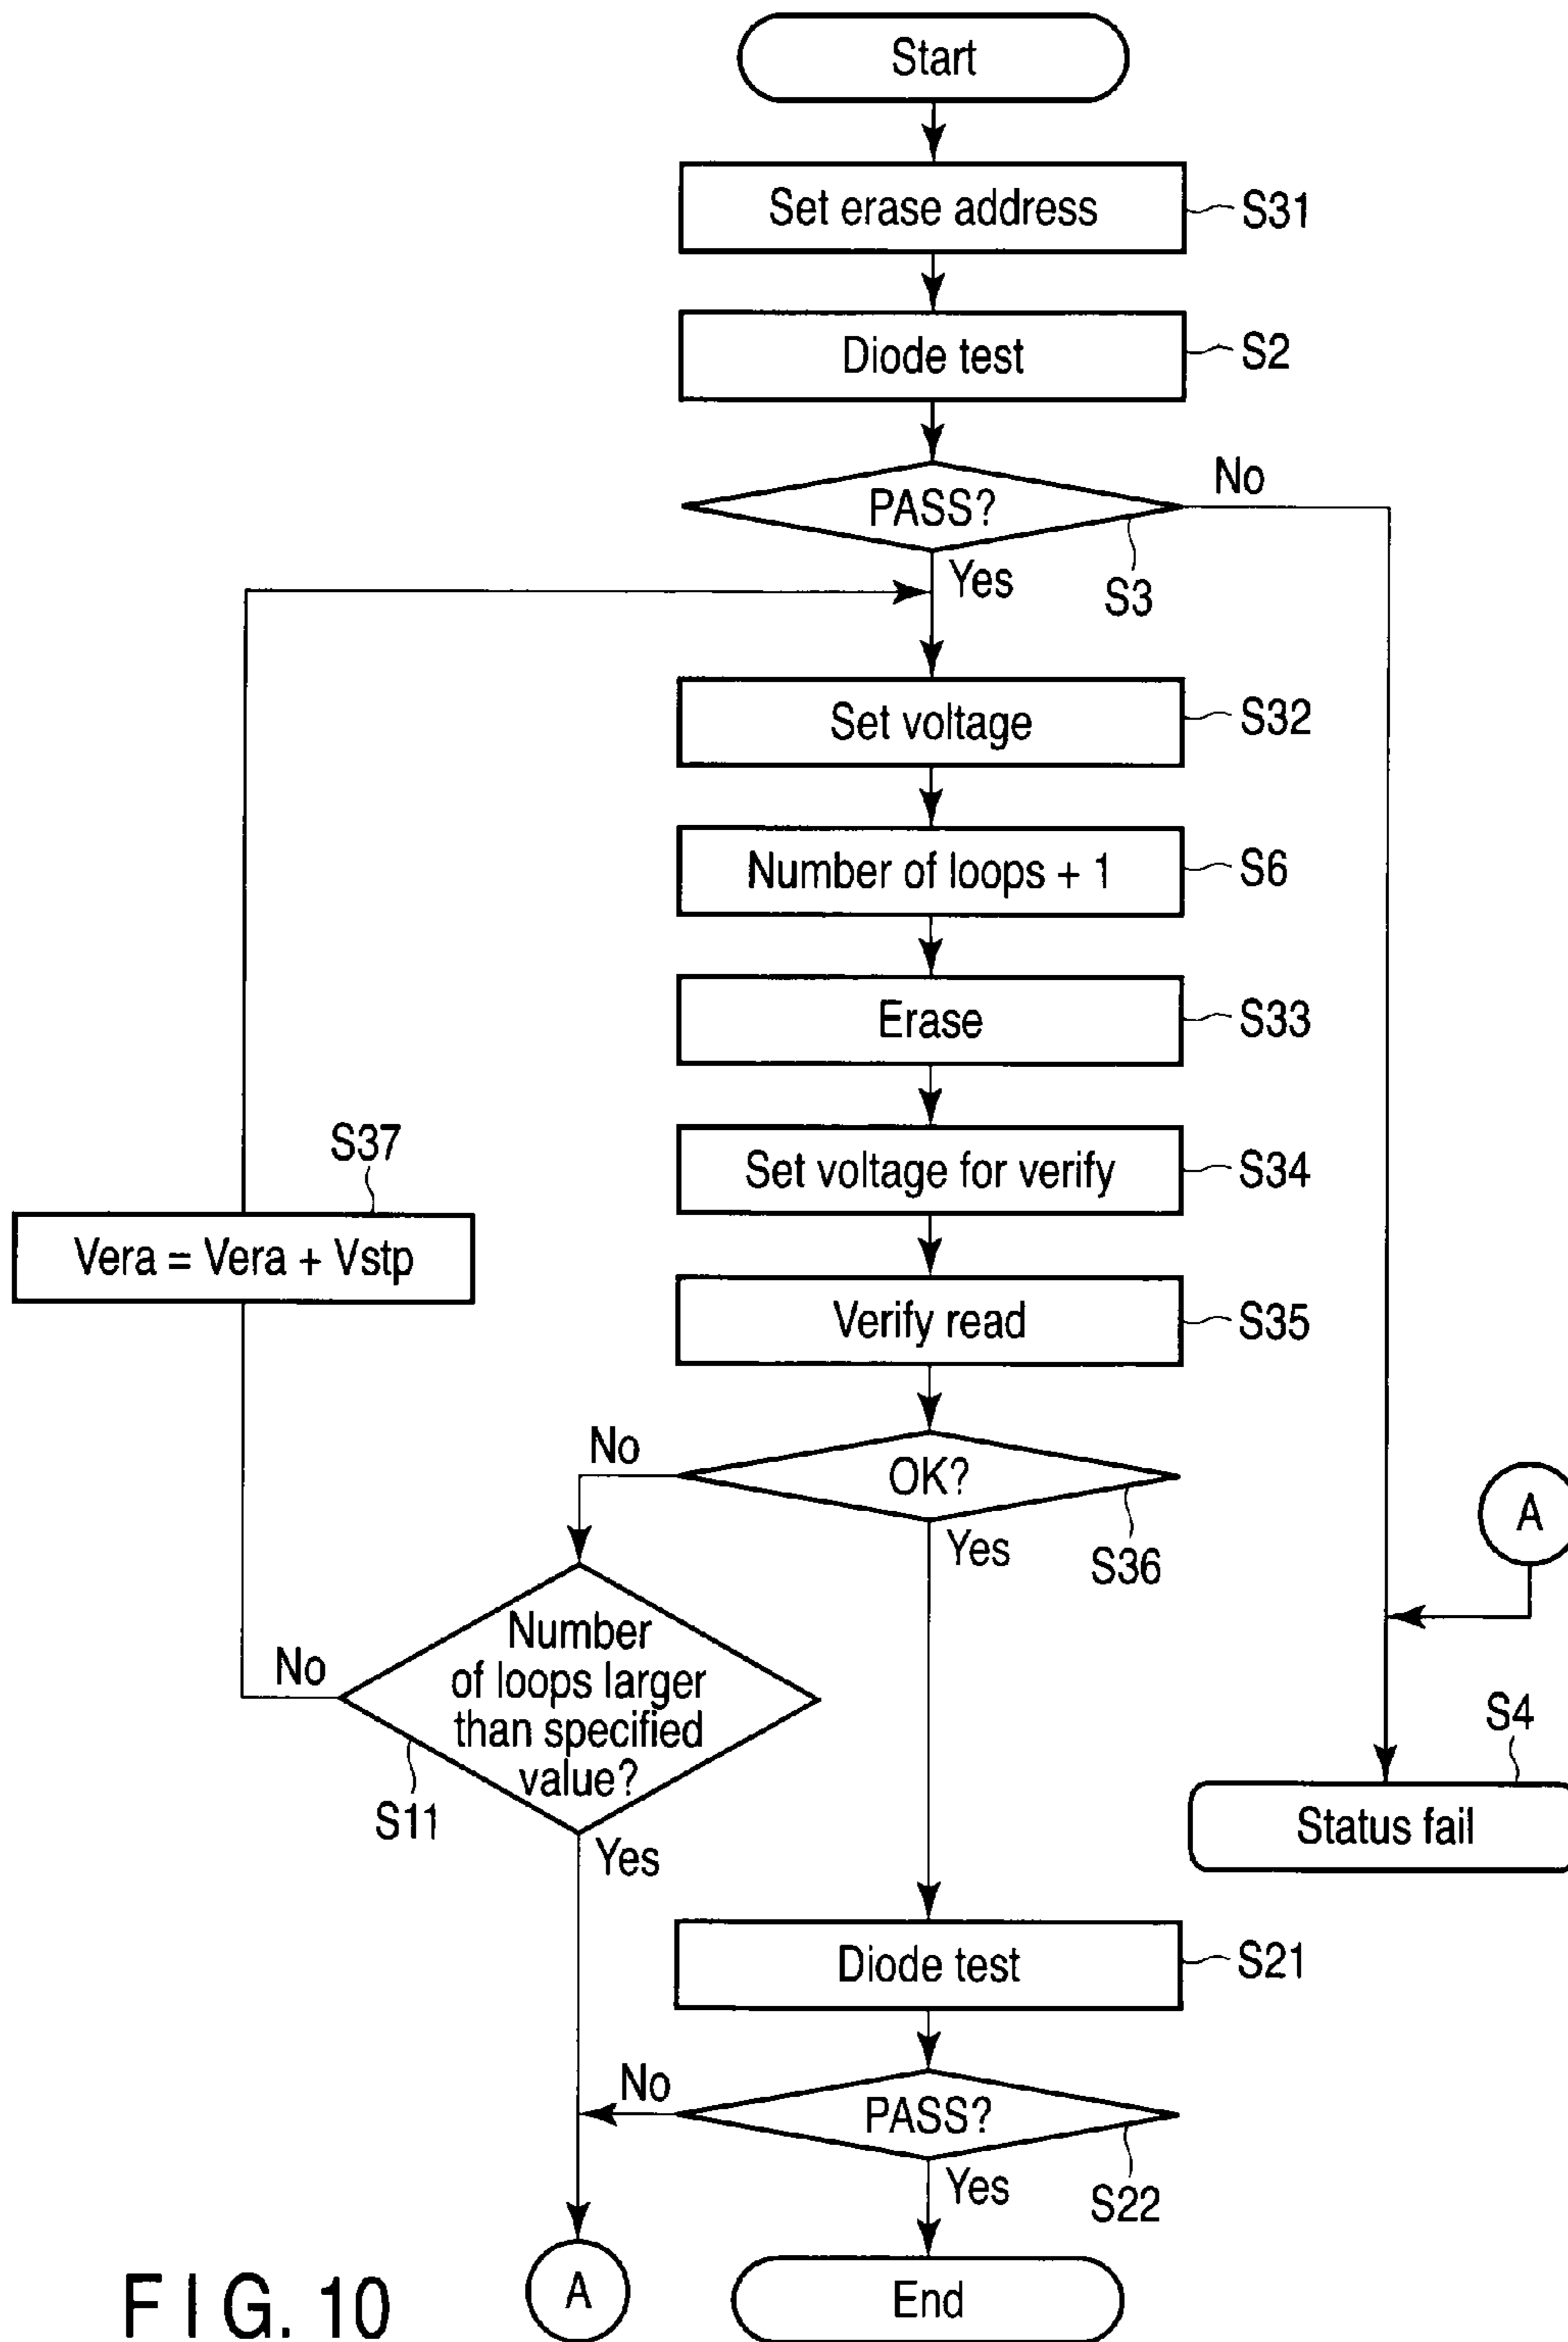 Start
Set erase address
S31
Diode test
S2
PASS?
No
S3
Yes
Set voltage
S32
Number of loops + 1
S6
Erase
S33
Set voltage for verify
S34
S37
Vera = Vera + Vstp
Verify read
S35
No
OK?
S36
Yes
A
Number
of loops larger
than specified
value?
No
S11
Yes
S4
Status fail
Diode test
S21
No
PASS?
S22
Yes
A
End
FIG. 10